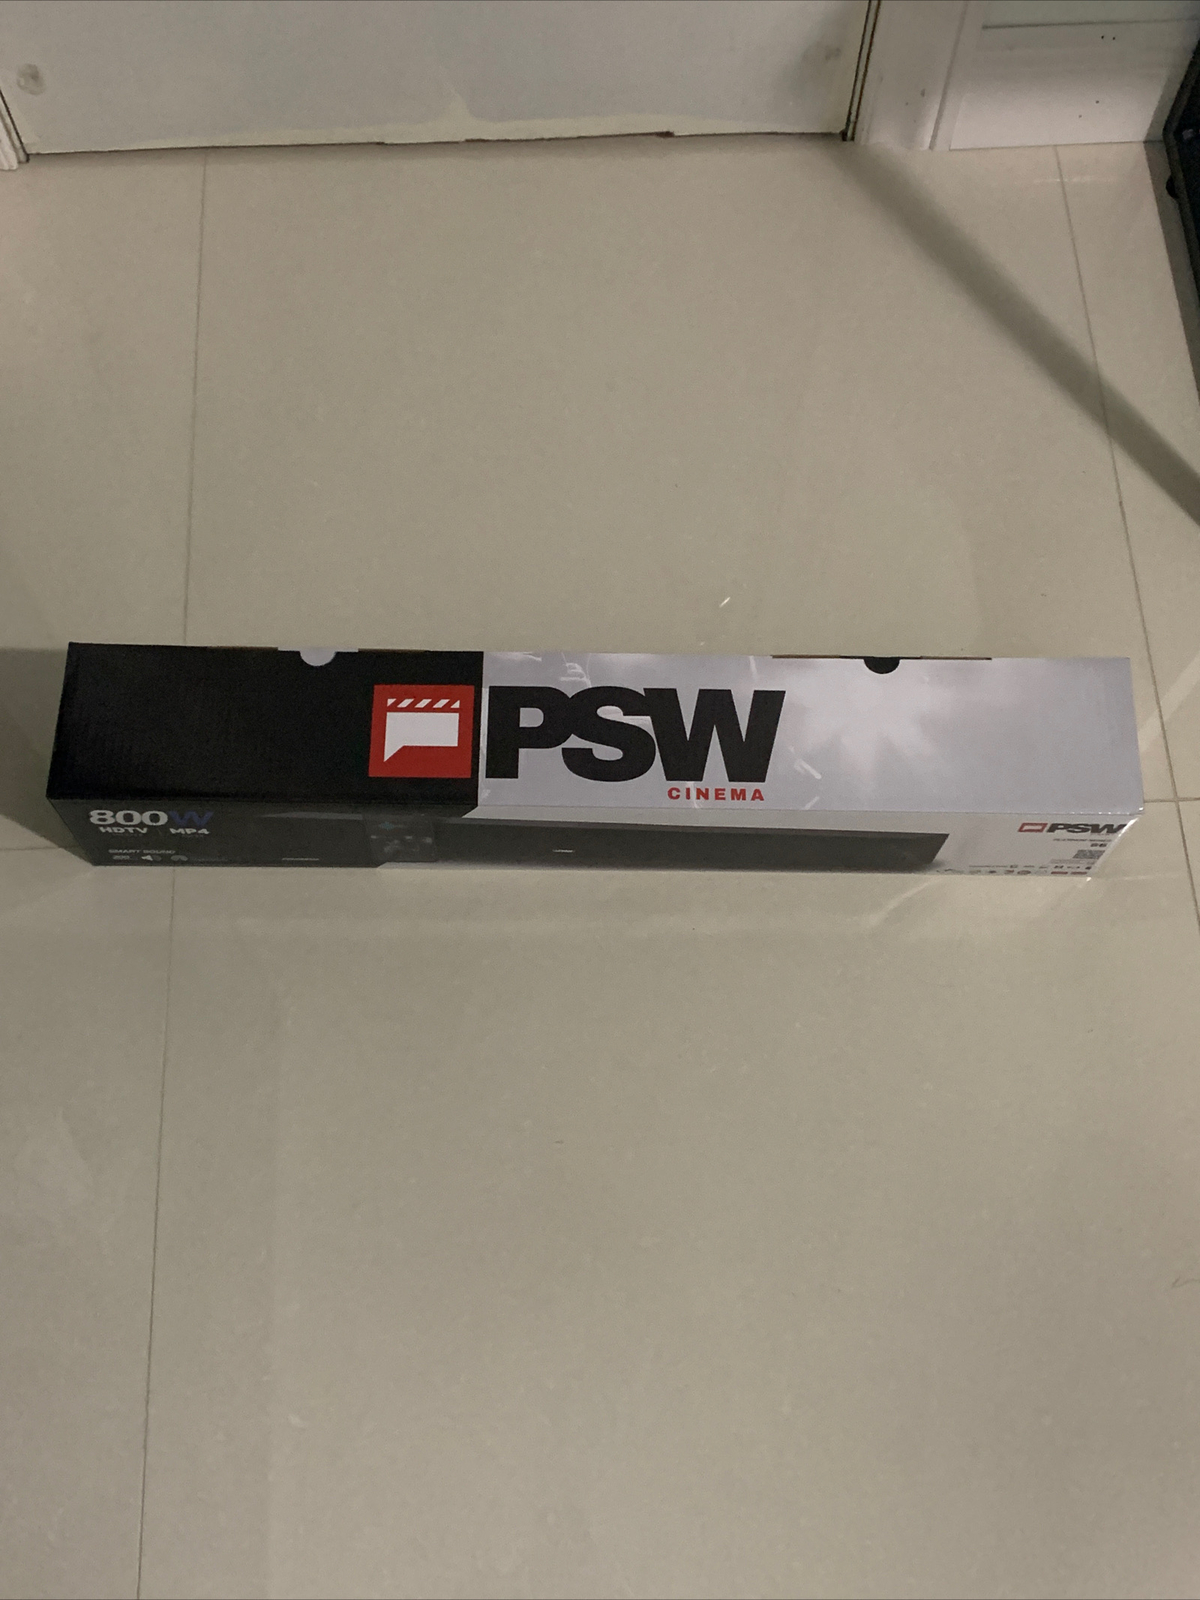 PSW
CINEMA
800W
HDTV MP4
SMART SOUND
PSW